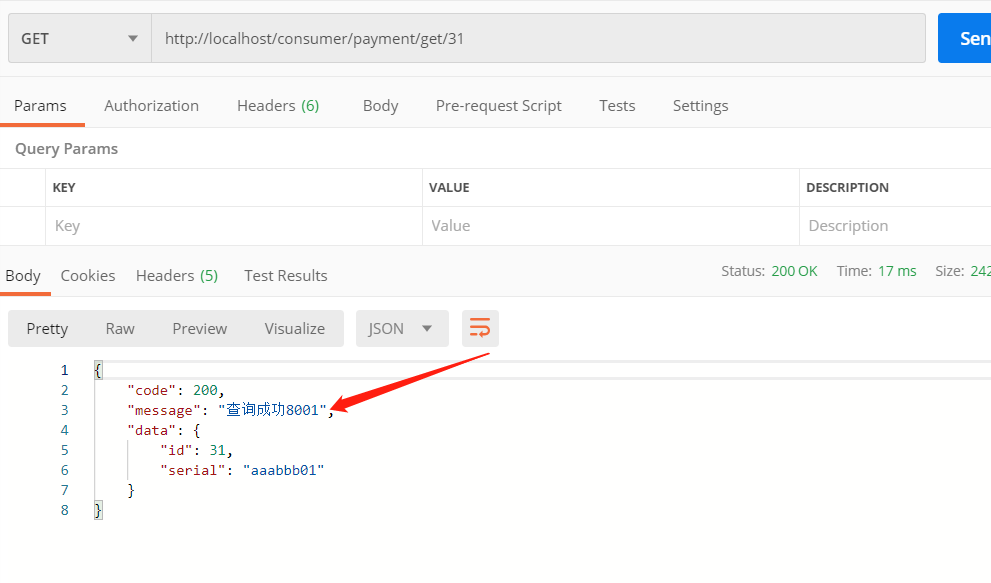 GET http://localhost/consumer/payment/get/31 Sen
Params Authorization Headers (6) Body Pre-request Script Tests Settings
Query Params
KEY VALUE DESCRIPTION
Key Value Description
Body Cookies Headers (5) Test Results Status: 200 OK Time: 17 ms Size: 242
Pretty Raw Preview Visualize JSON
1 {
2 "code": 200,
3 "message": "查询成功8001",
4 "data": {
5 "id": 31,
6 "serial": "aaabbb01"
7 }
8 }